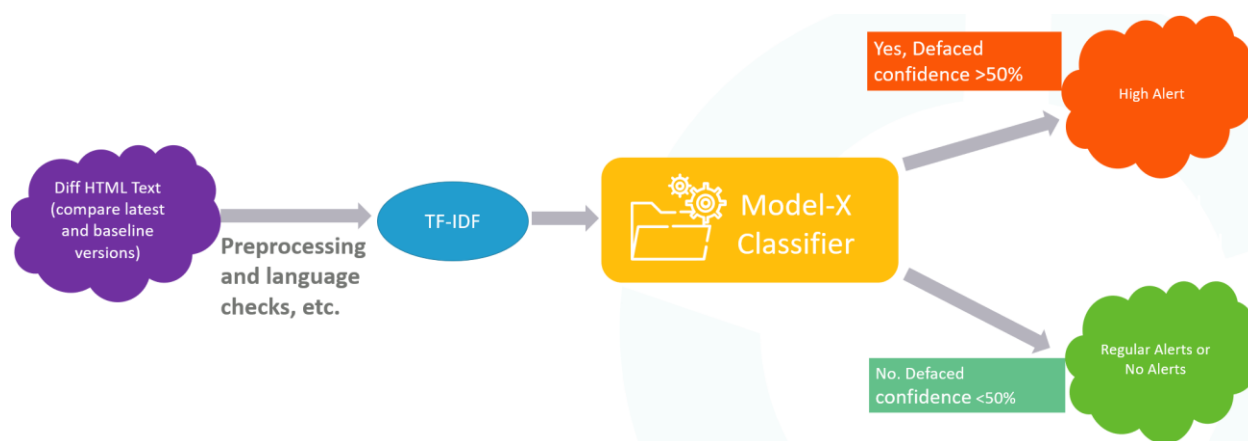 Diff HTML Text
(compare latest
and baseline
versions)
Preprocessing
and language
checks, etc.
TF-IDF
Model-X
Classifier
Yes, Defaced
confidence >50%
High Alert
No. Defaced
confidence <50%
Regular Alerts or
No Alerts